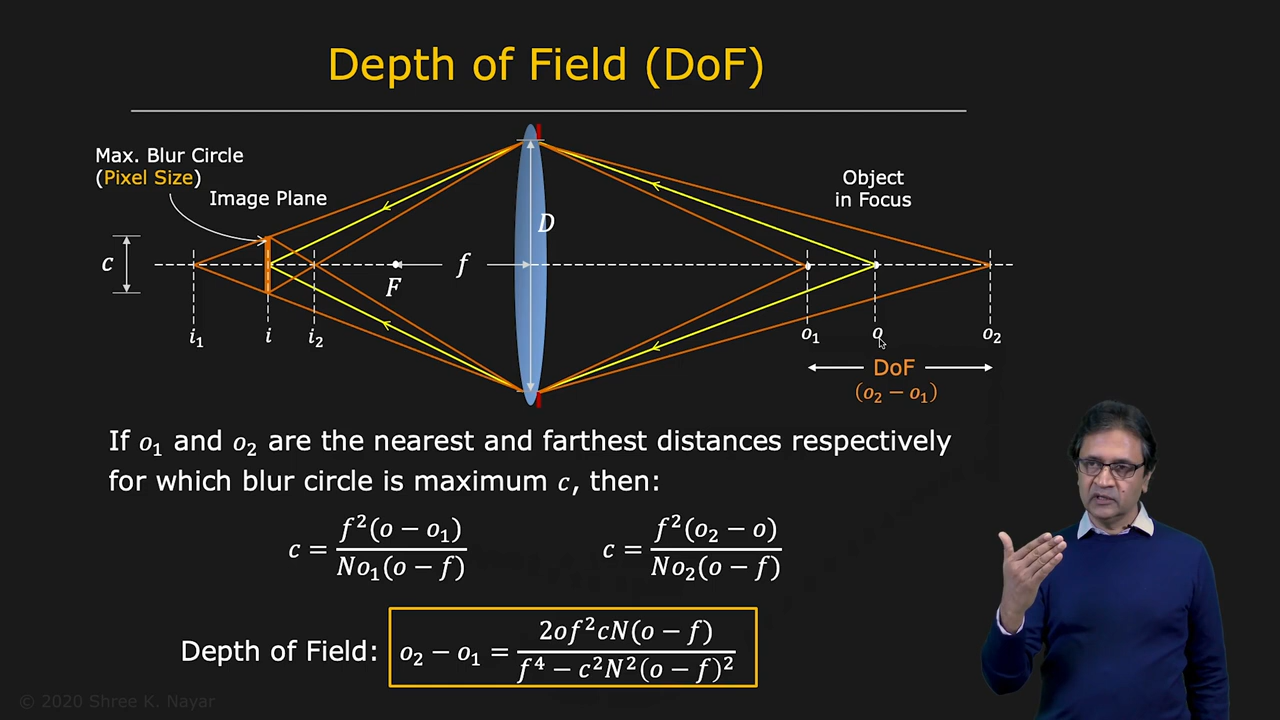 Depth of Field (DoF)
Max. Blur Circle
(Pixel Size)
Image Plane
Object
in Focus
D
c
f
F
i₁
i
i₂
o₁
o
o₂
DoF
(o₂ − o₁)
If o₁ and o₂ are the nearest and farthest distances respectively
for which blur circle is maximum c, then:
c = f²(o − o₁) / No₁(o − f)    c = f²(o₂ − o) / No₂(o − f)
Depth of Field: o₂ − o₁ = 2of²cN(o − f) / f⁴ − c²N²(o − f)²
© 2020 Shree K. Nayar